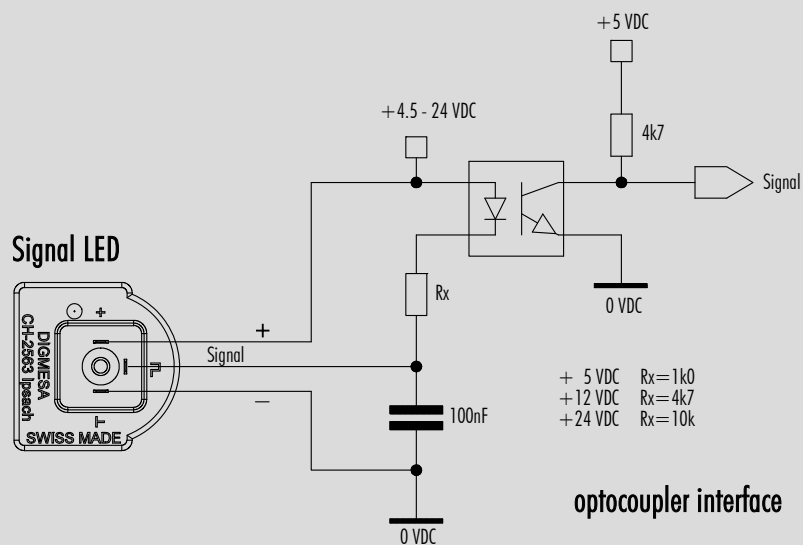 +5 VDC
+4.5 - 24 VDC
4k7
Signal
Signal LED
0 VDC
Rx
+
DIGMESA
CH-2563 Ipsach
SWISS MADE
+
Signal
–
+ 5 VDC Rx=1k0
+12 VDC Rx=4k7
+24 VDC Rx=10k
100nF
optocoupler interface
0 VDC